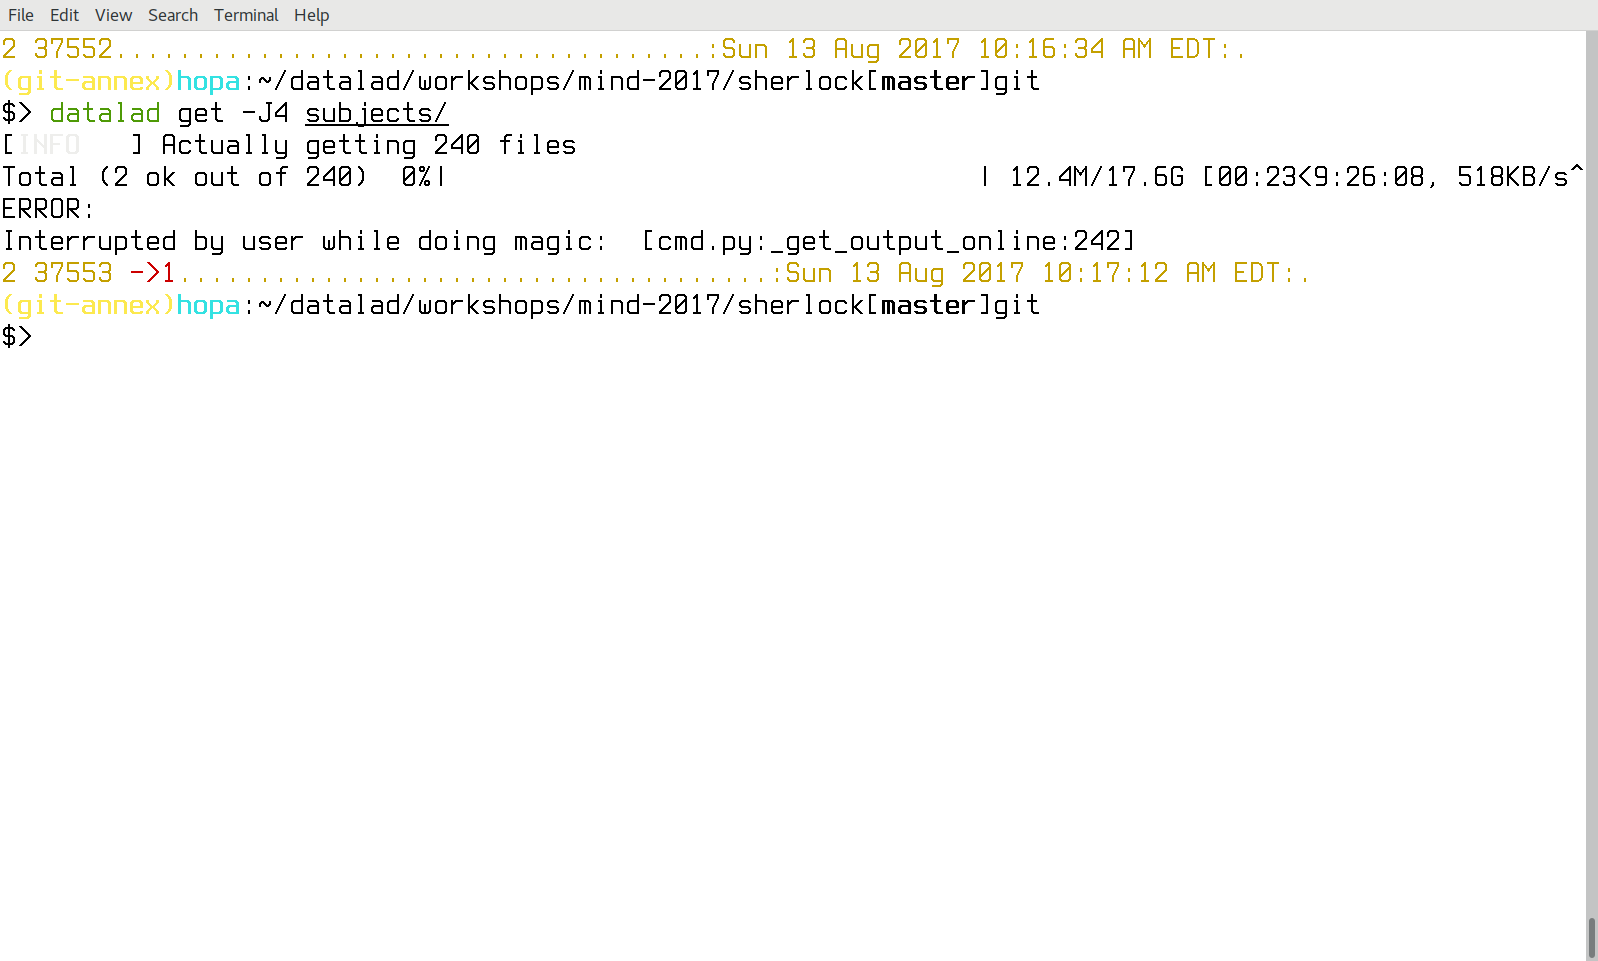 File Edit View Search Terminal Help
2 37552.....................................:Sun 13 Aug 2017 10:16:34 AM EDT:.
(git-annex)hopa:~/datalad/workshops/mind-2017/sherlock[master]git
$> datalad get -J4 subjects/
[INFO   ] Actually getting 240 files
Total (2 ok out of 240)  0%|                                  | 12.4M/17.6G [00:23<9:26:08, 518KB/s^
ERROR:
Interrupted by user while doing magic:  [cmd.py:_get_output_online:242]
2 37553 ->1.....................................:Sun 13 Aug 2017 10:17:12 AM EDT:.
(git-annex)hopa:~/datalad/workshops/mind-2017/sherlock[master]git
$>